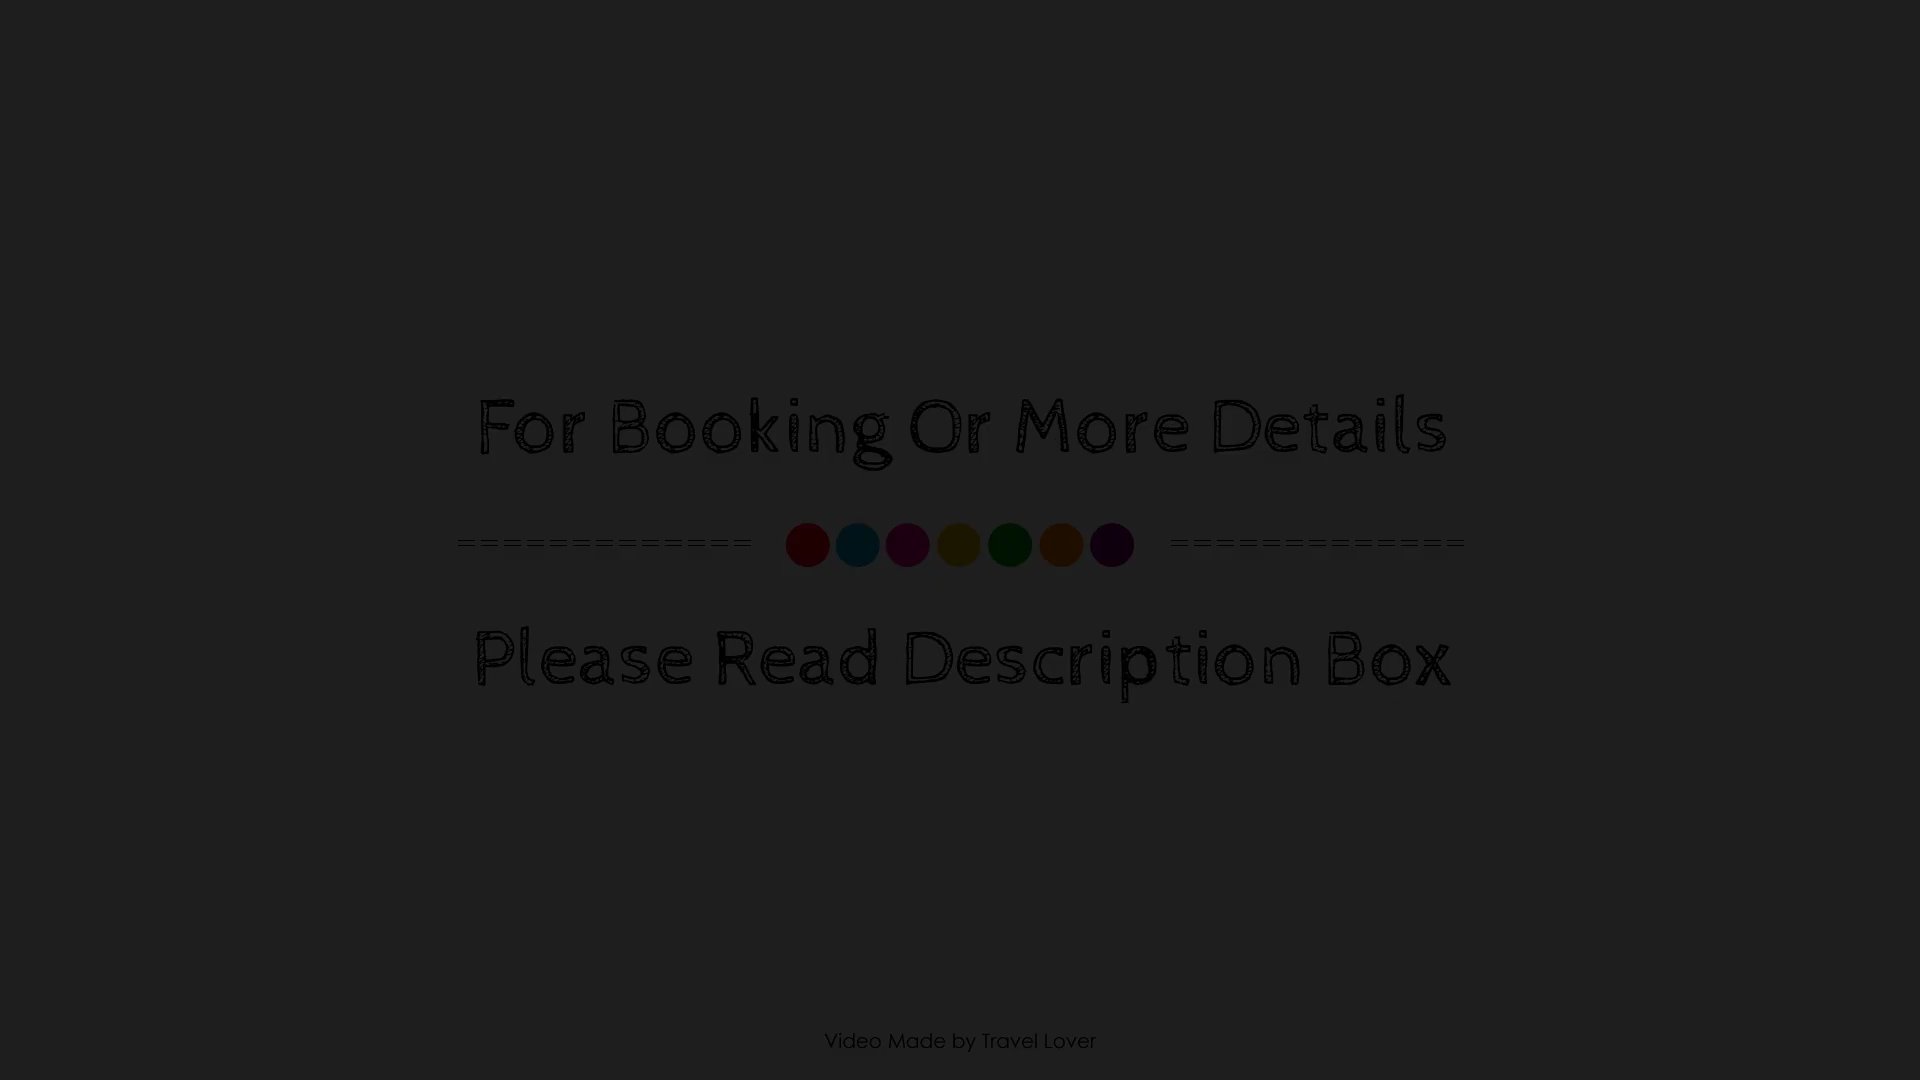 For Booking Or More Details
============= =============
Please Read Description Box
Video Made by Travel Lover